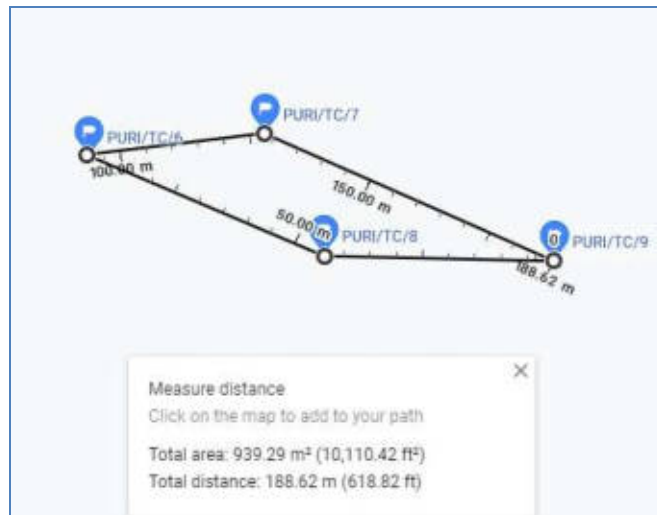 PURI/TC/7
PURI/TC/6
100.00 m
150.00 m
50.00 m
PURI/TC/8
0
PURI/TC/9
188.62 m
Measure distance
Click on the map to add to your path
Total area: 939.29 m² (10,110.42 ft²)
Total distance: 188.62 m (618.82 ft)